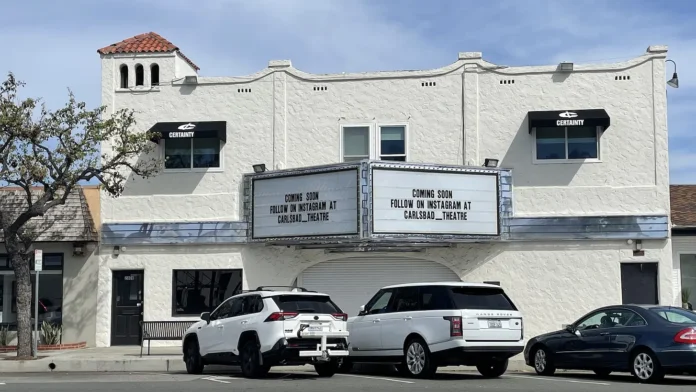 CERTAINTY
CERTAINTY
COMING SOON
FOLLOW ON INSTAGRAM AT
CARLSBAD__THEATRE
COMING SOON
FOLLOW ON INSTAGRAM AT
CARLSBAD__THEATRE